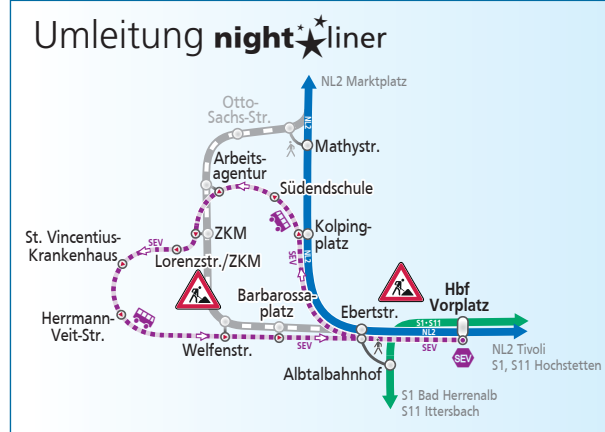 Umleitung night liner
NL2 Marktplatz
Otto-
Sachs-Str.
NL2
Mathystr.
Arbeits-
agentur
Südendschule
ZKM
Kolping-
platz
St. Vincentius-
Krankenhaus
SEV
Lorenzstr./ZKM
SEV
NL2
Barbarossa-
platz
Hbf
Vorplatz
Herrmann-
Veit-Str.
Ebertstr.
S1·S11
NL2
Welfenstr.
SEV
SEV
SEV
Albtalbahnhof
NL2 Tivoli
S1, S11 Hochstetten
S1 Bad Herrenalb
S11 Ittersbach